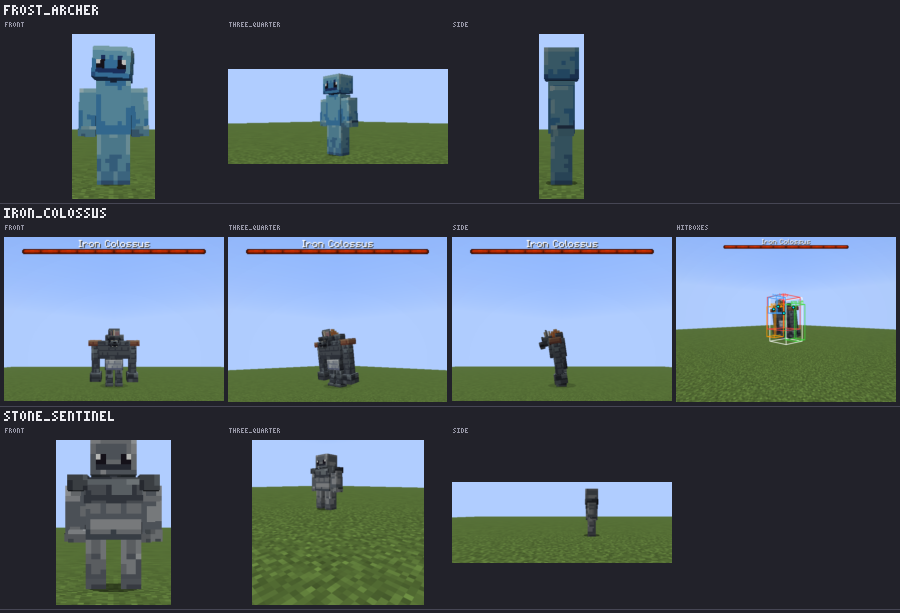 FROST_ARCHER
FRONT THREE_QUARTER SIDE
IRON_COLOSSUS
FRONT THREE_QUARTER SIDE HITBOXES
Iron Colossus Iron Colossus Iron Colossus Iron Colossus
STONE_SENTINEL
FRONT THREE_QUARTER SIDE